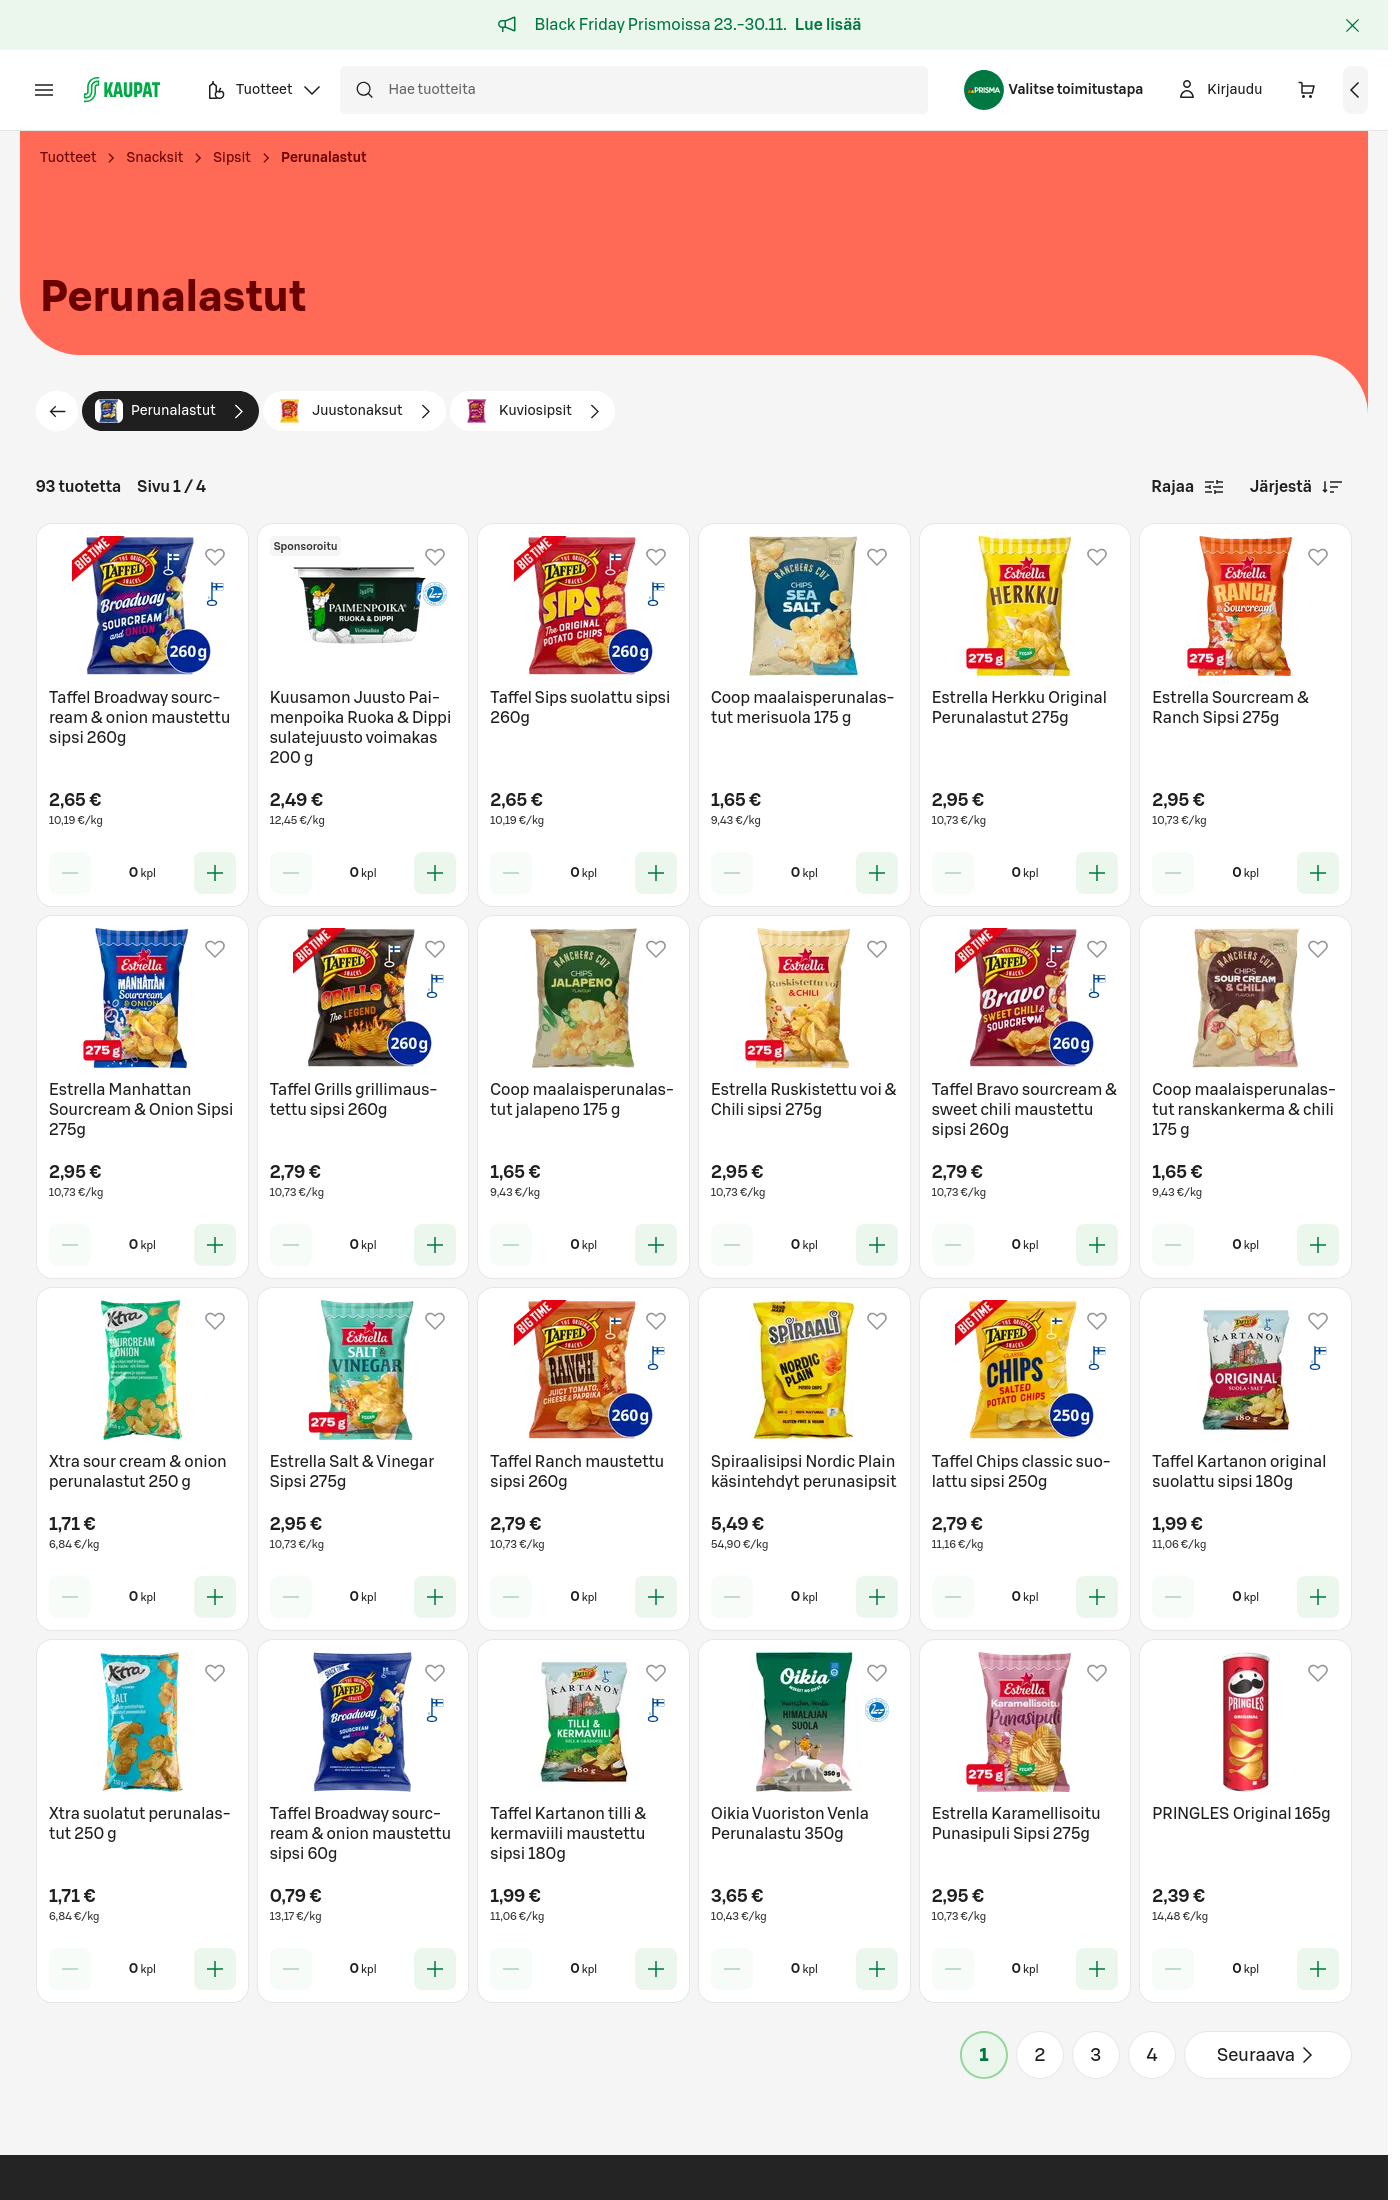 Black Friday Prismoissa 23.-30.11. Lue lisää
KAUPAT
Tuotteet
Hae tuotteita
PRISMA
Valitse toimitustapa
Kirjaudu
Tuotteet
Snacksit
Sipsit
Perunalastut
Perunalastut
Perunalastut
Juustonaksut
Kuviosipsit
93 tuotetta
Sivu 1 / 4
Rajaa
Järjestä
Sponsoroitu
Taffel Broadway sourc-
ream & onion maustettu
sipsi 260g
2,65 €
10,19 €/kg
0 kpl
Kuusamon Juusto Pai-
menpoika Ruoka & Dippi
sulatejuusto voimakas
200 g
2,49 €
12,45 €/kg
0 kpl
Taffel Sips suolattu sipsi
260g
2,65 €
10,19 €/kg
0 kpl
Coop maalaisperunalas-
tut merisuola 175 g
1,65 €
9,43 €/kg
0 kpl
Estrella Herkku Original
Perunalastut 275g
2,95 €
10,73 €/kg
0 kpl
Estrella Sourcream &
Ranch Sipsi 275g
2,95 €
10,73 €/kg
0 kpl
Estrella Manhattan
Sourcream & Onion Sipsi
275g
2,95 €
10,73 €/kg
0 kpl
Taffel Grills grillimaus-
tettu sipsi 260g
2,79 €
10,73 €/kg
0 kpl
Coop maalaisperunalas-
tut jalapeno 175 g
1,65 €
9,43 €/kg
0 kpl
Estrella Ruskistettu voi &
Chili sipsi 275g
2,95 €
10,73 €/kg
0 kpl
Taffel Bravo sourcream &
sweet chili maustettu
sipsi 260g
2,79 €
10,73 €/kg
0 kpl
Coop maalaisperunalas-
tut ranskankerma & chili
175 g
1,65 €
9,43 €/kg
0 kpl
Xtra sour cream & onion
perunalastut 250 g
1,71 €
6,84 €/kg
0 kpl
Estrella Salt & Vinegar
Sipsi 275g
2,95 €
10,73 €/kg
0 kpl
Taffel Ranch maustettu
sipsi 260g
2,79 €
10,73 €/kg
0 kpl
Spiraalisipsi Nordic Plain
käsintehdyt perunasipsit
5,49 €
54,90 €/kg
0 kpl
Taffel Chips classic suo-
lattu sipsi 250g
2,79 €
11,16 €/kg
0 kpl
Taffel Kartanon original
suolattu sipsi 180g
1,99 €
11,06 €/kg
0 kpl
Xtra suolatut perunalas-
tut 250 g
1,71 €
6,84 €/kg
0 kpl
Taffel Broadway sourc-
ream & onion maustettu
sipsi 60g
0,79 €
13,17 €/kg
0 kpl
Taffel Kartanon tilli &
kermaviili maustettu
sipsi 180g
1,99 €
11,06 €/kg
0 kpl
Oikia Vuoriston Venla
Perunalastu 350g
3,65 €
10,43 €/kg
0 kpl
Estrella Karamellisoitu
Punasipuli Sipsi 275g
2,95 €
10,73 €/kg
0 kpl
PRINGLES Original 165g
2,39 €
14,48 €/kg
0 kpl
1
2
3
4
Seuraava